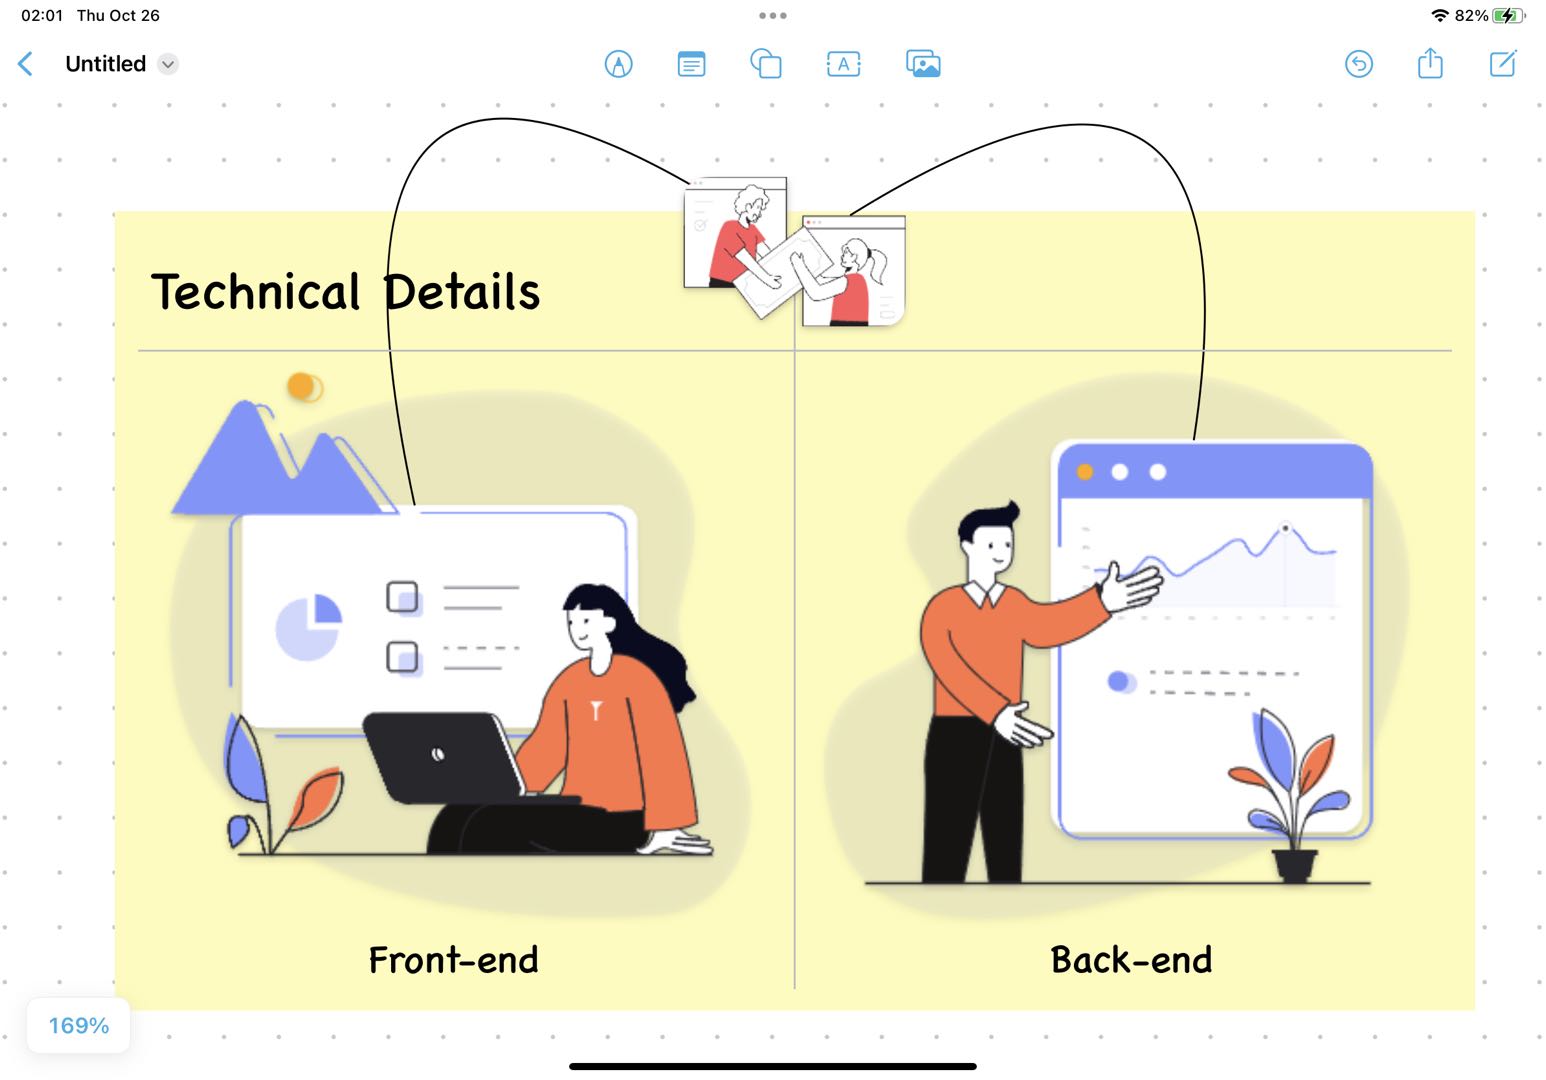 02:01 Thu Oct 26
82%
Untitled
A
Technical Details
Front-end
Back-end
169%